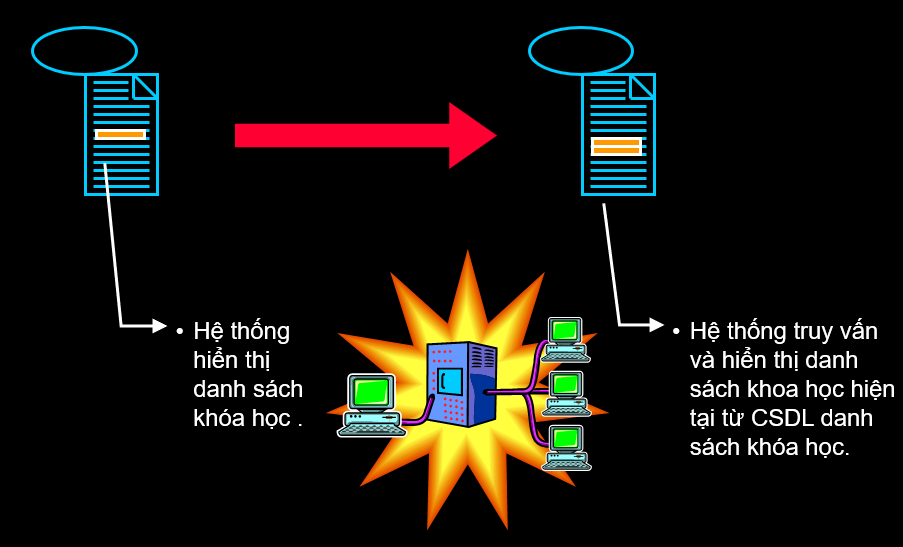 • Hệ thống
hiển thị
danh sách
khóa học .
• Hệ thống truy vấn
và hiển thị danh
sách khoa học hiện
tại từ CSDL danh
sách khóa học.